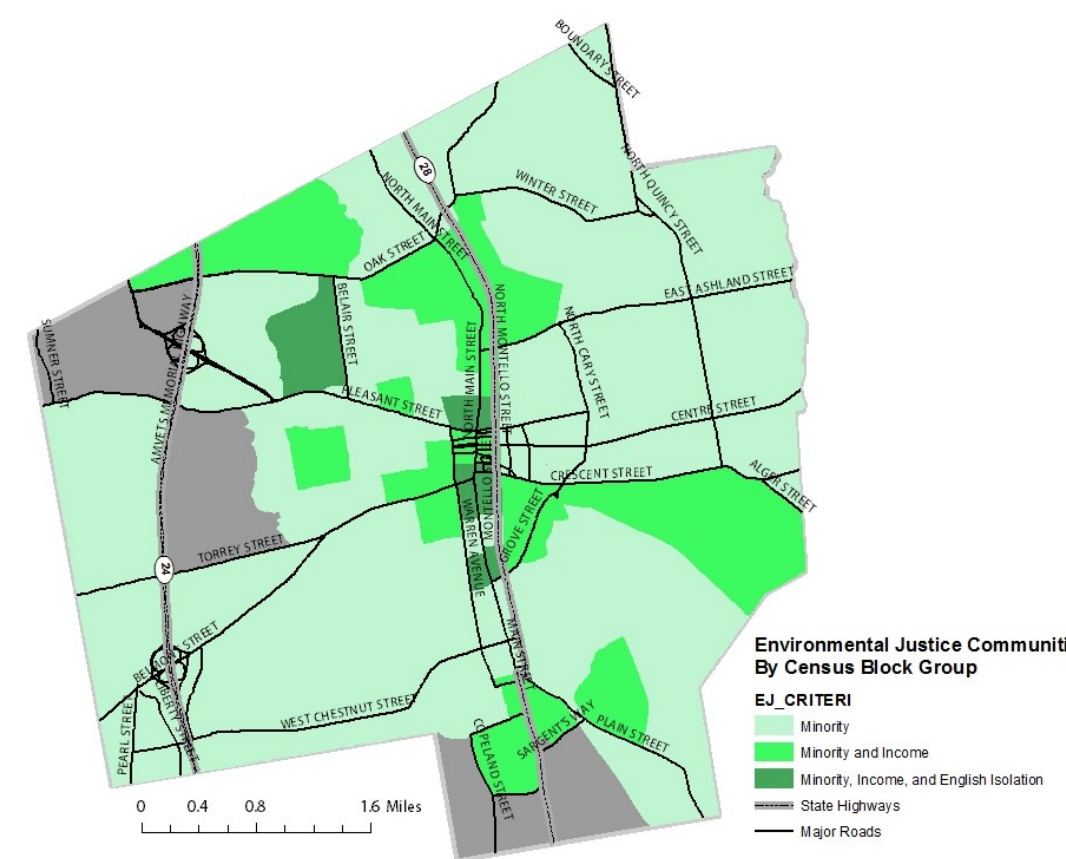 BOUNDARY STREET
28
NORTH QUINCY STREET
WINTER STREET
NORTH MAIN STREET
OAK STREET
EAST ASHLAND STREET
BELAIR STREET
AMVETS MEMORIAL HIGHWAY
SUMNER STREET
NORTH MONTELLO STREET
NORTH MAIN STREET
NORTH CARY STREET
PLEASANT STREET
CENTRE STREET
CRESCENT STREET
ALGER STREET
MONTELLO STREET
WARREN AVENUE
GROVE STREET
TORREY STREET
24
BELMONT STREET
LIBERTY STREET
PEARL STREET
WEST CHESTNUT STREET
MAIN STREET
COPELAND STREET
SARGENT'S WAY
PLAIN STREET
0 0.4 0.8 1.6 Miles
Environmental Justice Communiti
By Census Block Group
EJ_CRITERI
Minority
Minority and Income
Minority, Income, and English Isolation
State Highways
Major Roads